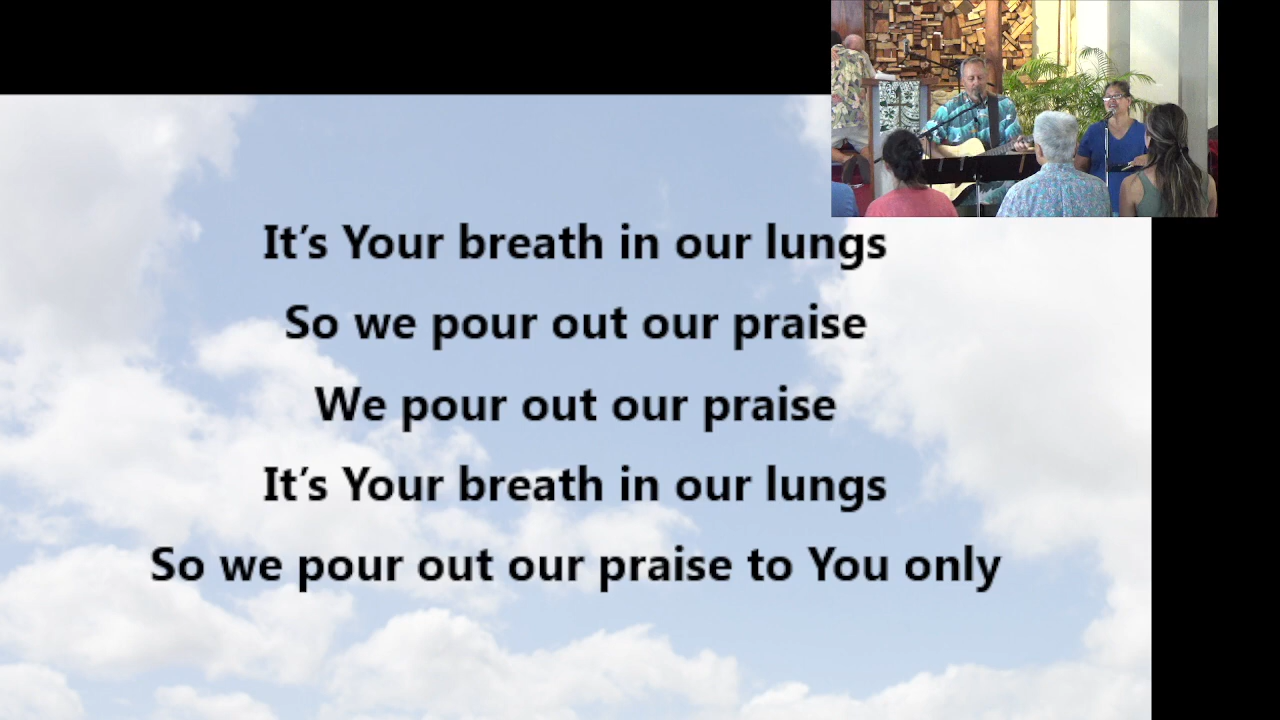 It’s Your breath in our lungs
So we pour out our praise
We pour out our praise
It’s Your breath in our lungs
So we pour out our praise to You only